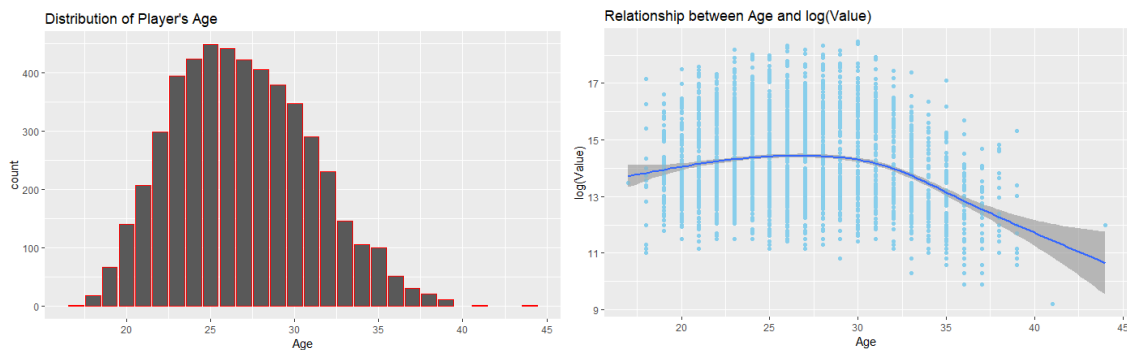 Distribution of Player's Age
400
300
200
100
0
count
20 25 30 35 40 45
Age
Relationship between Age and log(Value)
17
15
13
11
9
log(Value)
20 25 30 35 40 45
Age